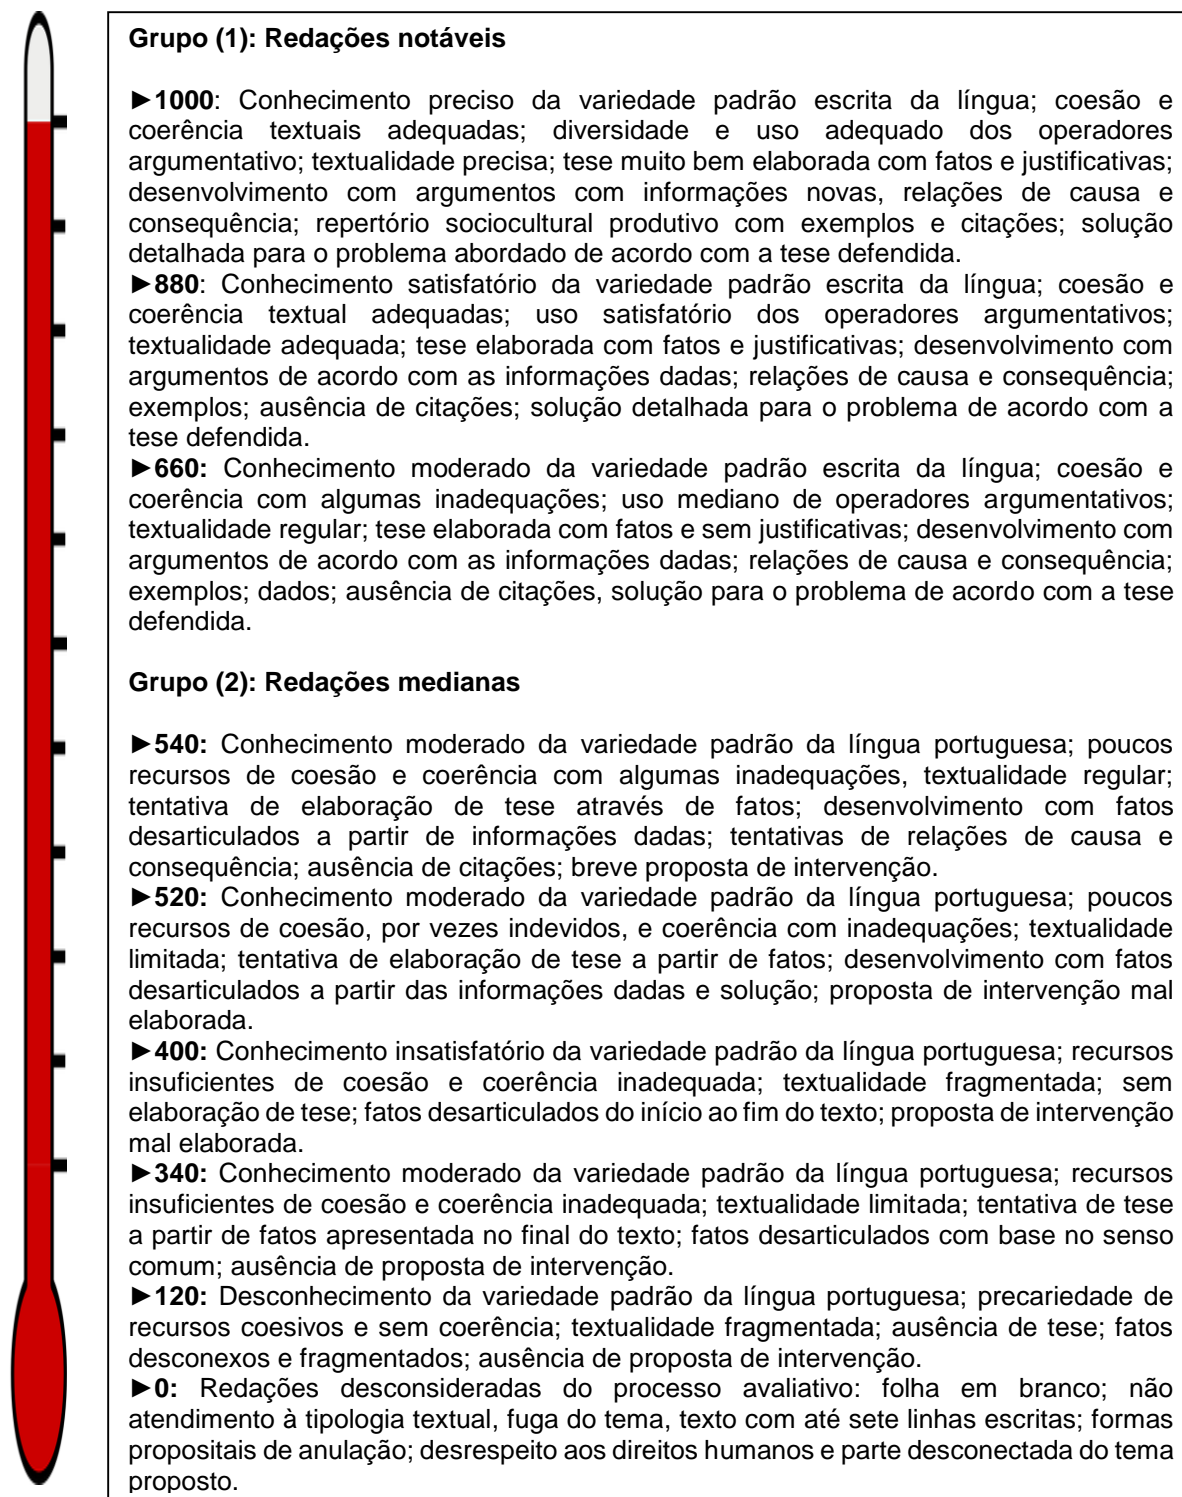 Grupo (1): Redações notáveis
►1000: Conhecimento preciso da variedade padrão escrita da língua; coesão e
coerência textuais adequadas; diversidade e uso adequado dos operadores
argumentativo; textualidade precisa; tese muito bem elaborada com fatos e justificativas;
desenvolvimento com argumentos com informações novas, relações de causa e
consequência; repertório sociocultural produtivo com exemplos e citações; solução
detalhada para o problema abordado de acordo com a tese defendida.
►880: Conhecimento satisfatório da variedade padrão escrita da língua; coesão e
coerência textual adequadas; uso satisfatório dos operadores argumentativos;
textualidade adequada; tese elaborada com fatos e justificativas; desenvolvimento com
argumentos de acordo com as informações dadas; relações de causa e consequência;
exemplos; ausência de citações; solução detalhada para o problema de acordo com a
tese defendida.
►660: Conhecimento moderado da variedade padrão escrita da língua; coesão e
coerência com algumas inadequações; uso mediano de operadores argumentativos;
textualidade regular; tese elaborada com fatos e sem justificativas; desenvolvimento com
argumentos de acordo com as informações dadas; relações de causa e consequência;
exemplos; dados; ausência de citações, solução para o problema de acordo com a tese
defendida.
Grupo (2): Redações medianas
►540: Conhecimento moderado da variedade padrão da língua portuguesa; poucos
recursos de coesão e coerência com algumas inadequações, textualidade regular;
tentativa de elaboração de tese através de fatos; desenvolvimento com fatos
desarticulados a partir de informações dadas; tentativas de relações de causa e
consequência; ausência de citações; breve proposta de intervenção.
►520: Conhecimento moderado da variedade padrão da língua portuguesa; poucos
recursos de coesão, por vezes indevidos, e coerência com inadequações; textualidade
limitada; tentativa de elaboração de tese a partir de fatos; desenvolvimento com fatos
desarticulados a partir das informações dadas e solução; proposta de intervenção mal
elaborada.
►400: Conhecimento insatisfatório da variedade padrão da língua portuguesa; recursos
insuficientes de coesão e coerência inadequada; textualidade fragmentada; sem
elaboração de tese; fatos desarticulados do início ao fim do texto; proposta de intervenção
mal elaborada.
►340: Conhecimento moderado da variedade padrão da língua portuguesa; recursos
insuficientes de coesão e coerência inadequada; textualidade limitada; tentativa de tese
a partir de fatos apresentada no final do texto; fatos desarticulados com base no senso
comum; ausência de proposta de intervenção.
►120: Desconhecimento da variedade padrão da língua portuguesa; precariedade de
recursos coesivos e sem coerência; textualidade fragmentada; ausência de tese; fatos
desconexos e fragmentados; ausência de proposta de intervenção.
►0: Redações desconsideradas do processo avaliativo: folha em branco; não
atendimento à tipologia textual, fuga do tema, texto com até sete linhas escritas; formas
propositais de anulação; desrespeito aos direitos humanos e parte desconectada do tema
proposto.